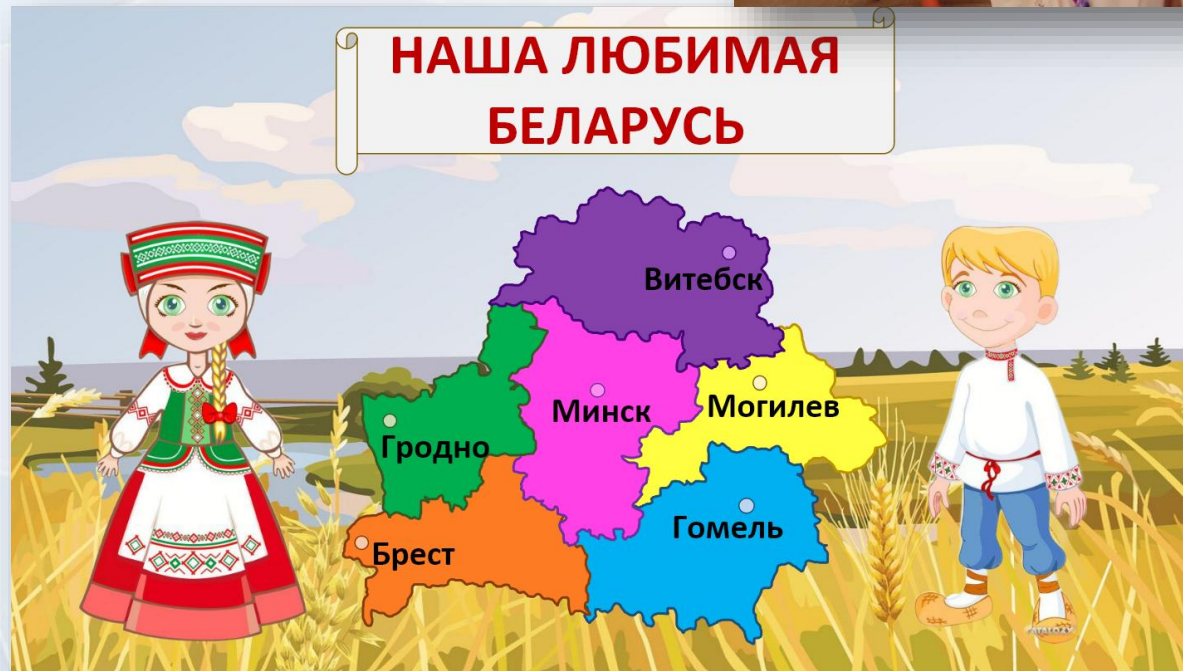 НАША ЛЮБИМАЯ
БЕЛАРУСЬ
Витебск
Минск
Могилев
Гродно
Гомель
Брест